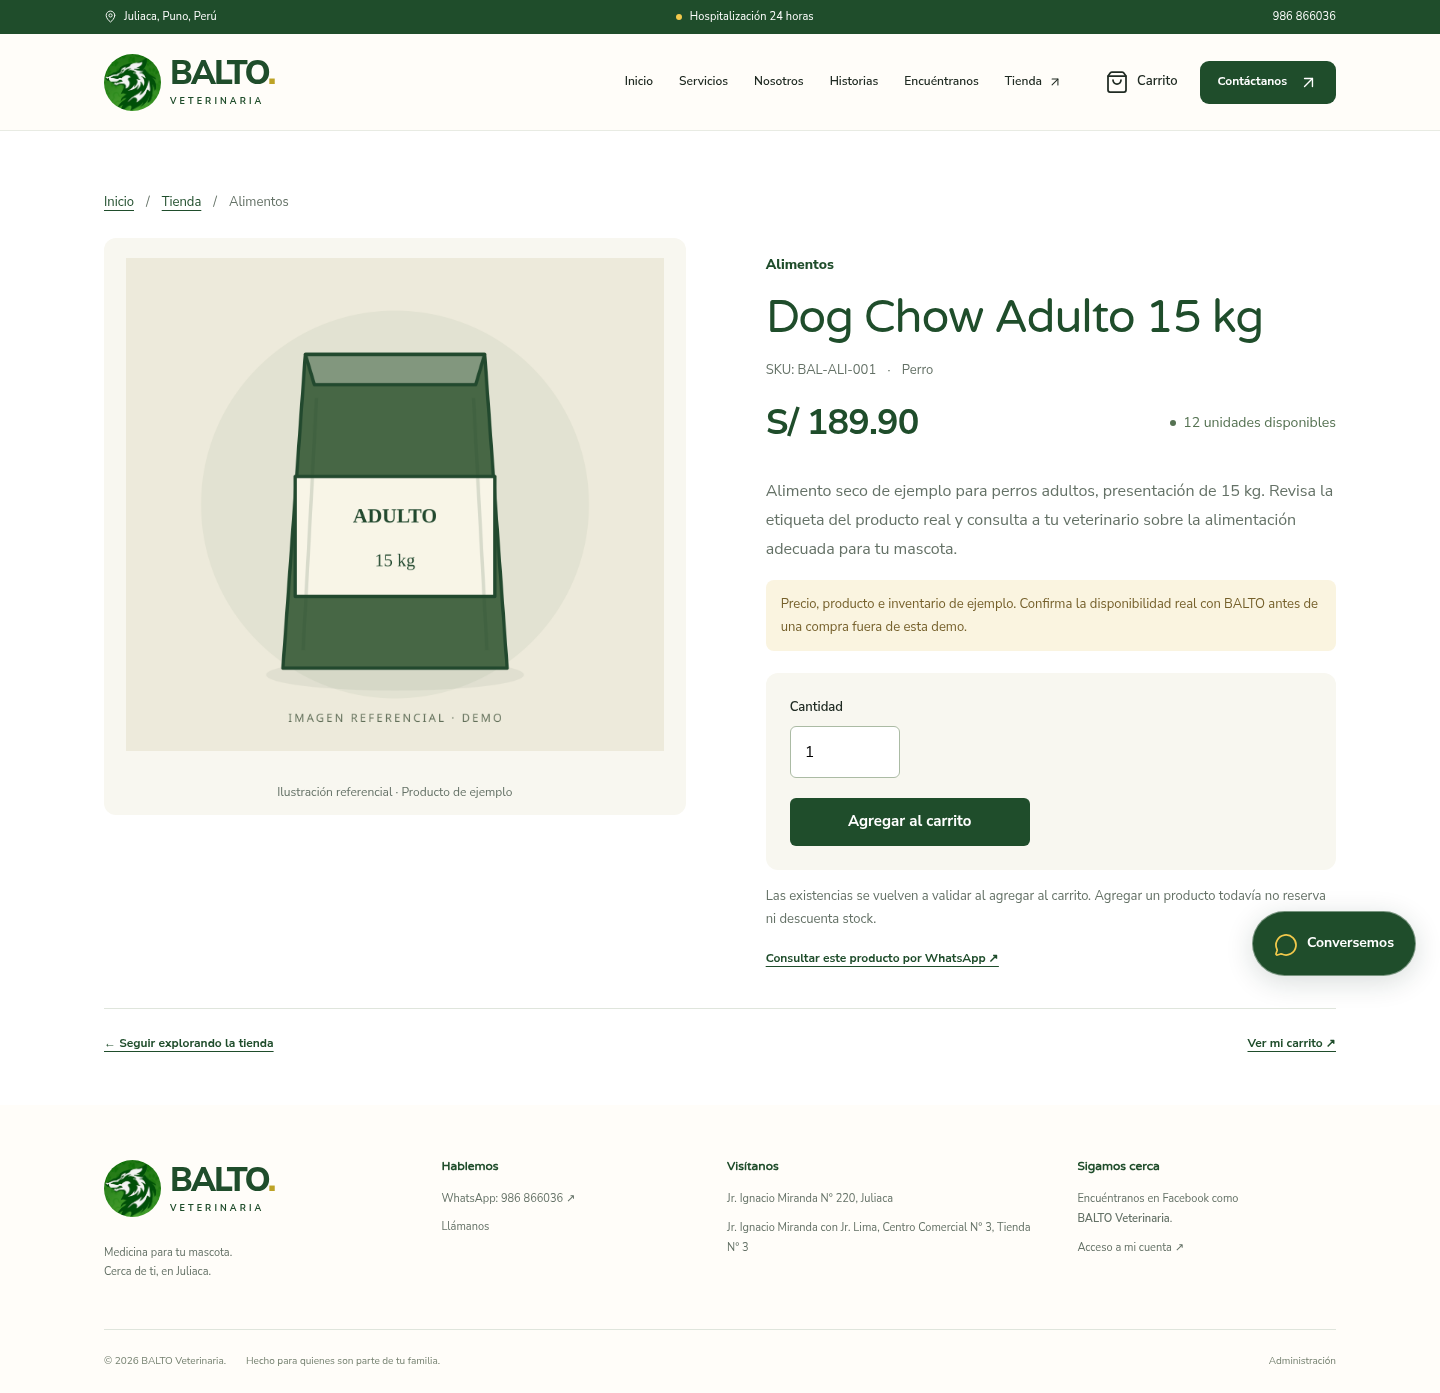 Juliaca, Puno, Perú
Hospitalización 24 horas
986 866036
BALTO.
VETERINARIA
Inicio
Servicios
Nosotros
Historias
Encuéntranos
Tienda ↗
Carrito
Contáctanos ↗
Inicio / Tienda / Alimentos
ADULTO
15 kg
IMAGEN REFERENCIAL · DEMO
Ilustración referencial · Producto de ejemplo
Alimentos
Dog Chow Adulto 15 kg
SKU: BAL-ALI-001 · Perro
S/ 189.90
12 unidades disponibles
Alimento seco de ejemplo para perros adultos, presentación de 15 kg. Revisa la
etiqueta del producto real y consulta a tu veterinario sobre la alimentación
adecuada para tu mascota.
Precio, producto e inventario de ejemplo. Confirma la disponibilidad real con BALTO antes de
una compra fuera de esta demo.
Cantidad
1
Agregar al carrito
Las existencias se vuelven a validar al agregar al carrito. Agregar un producto todavía no reserva
ni descuenta stock.
Consultar este producto por WhatsApp ↗
Conversemos
← Seguir explorando la tienda
Ver mi carrito ↗
BALTO.
VETERINARIA
Medicina para tu mascota.
Cerca de ti, en Juliaca.
Hablemos
WhatsApp: 986 866036 ↗
Llámanos
Visítanos
Jr. Ignacio Miranda N° 220, Juliaca
Jr. Ignacio Miranda con Jr. Lima, Centro Comercial N° 3, Tienda
N° 3
Sigamos cerca
Encuéntranos en Facebook como
BALTO Veterinaria.
Acceso a mi cuenta ↗
© 2026 BALTO Veterinaria.
Hecho para quienes son parte de tu familia.
Administración